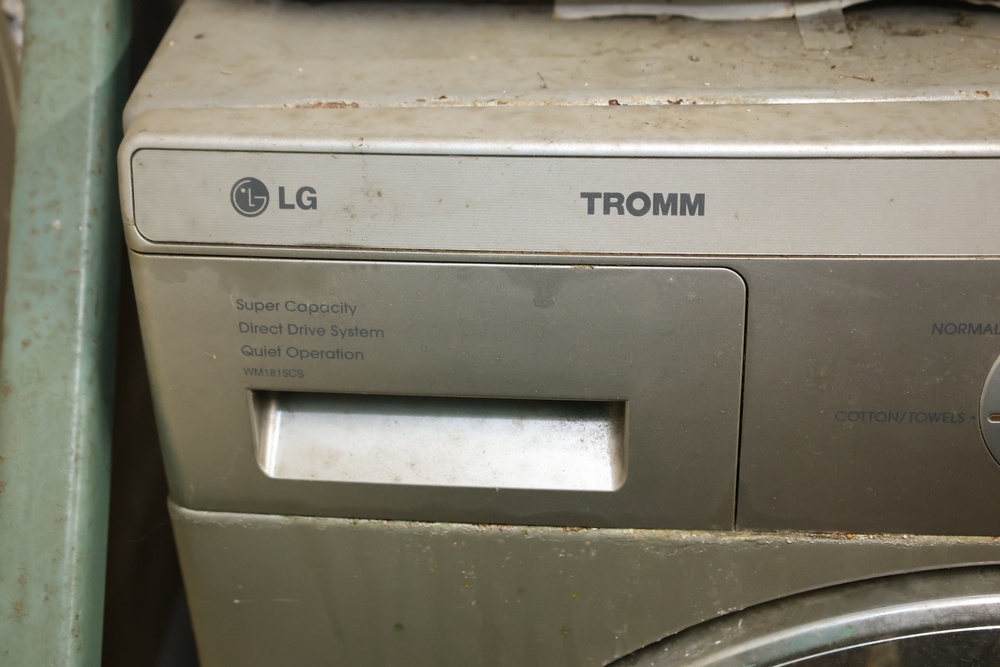 LG
TROMM
Super Capacity
Direct Drive System
Quiet Operation
WM1815CS
NORMAL
COTTON/TOWELS